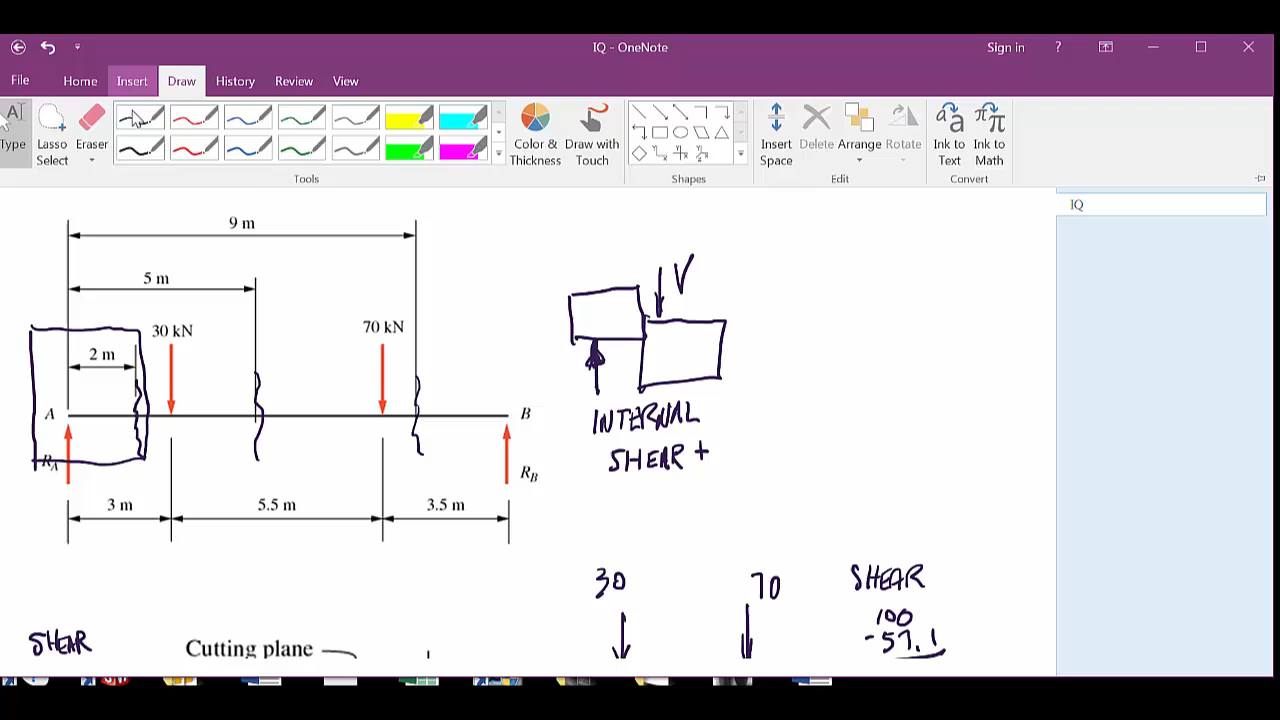 IQ - OneNote
Sign in
?
File
Home
Insert
Draw
History
Review
View
Type
Lasso Select
Eraser
Color & Thickness
Draw with Touch
Insert Space
Delete
Arrange
Rotate
Ink to Text
Ink to Math
Tools
Shapes
Edit
Convert
IQ
9 m
5 m
30 kN
70 kN
2 m
A
B
RA
RB
3 m
5.5 m
3.5 m
V
INTERNAL
SHEAR +
30
70
SHEAR
100
-57.1
SHEAR
Cutting plane